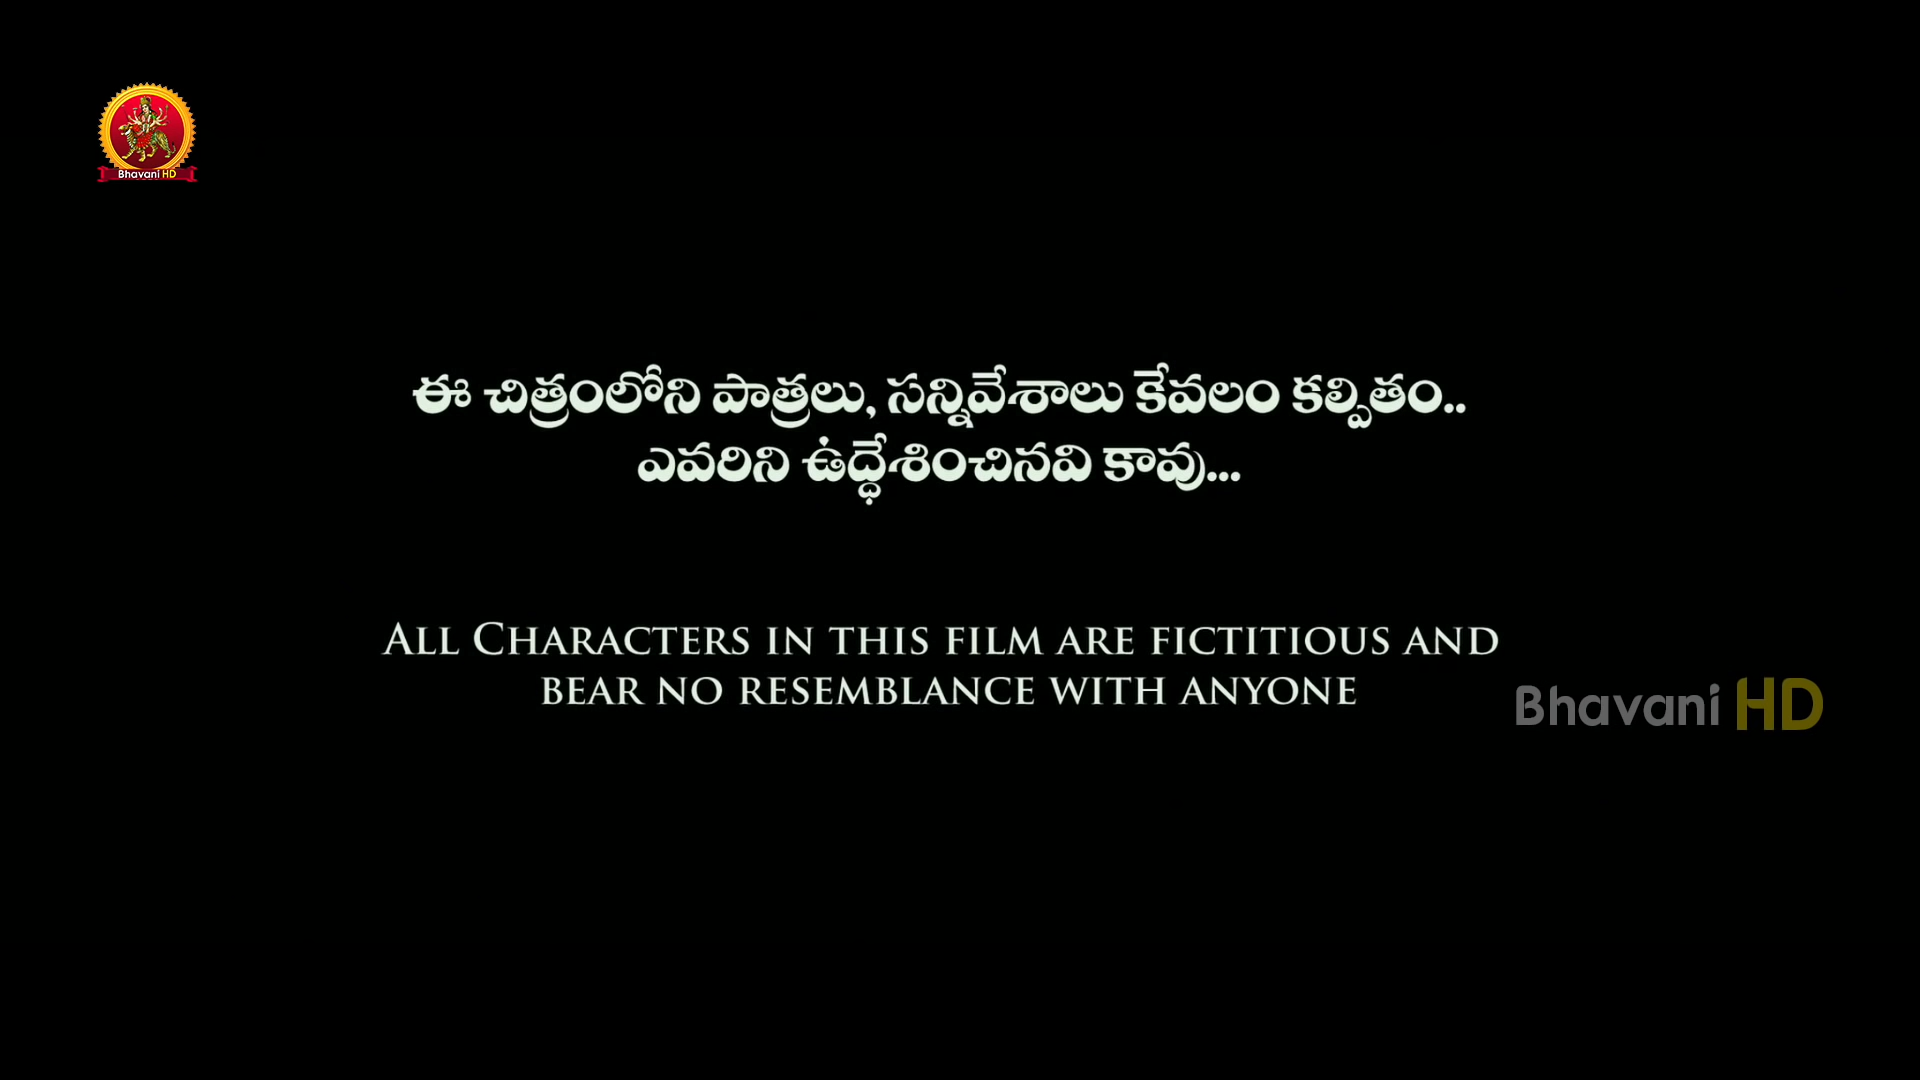 Bhavani HD
ఈ చిత్రంలోని పాత్రలు, సన్నివేశాలు కేవలం కల్పితం..
ఎవరిని ఉద్ధేశించినవి కావు...
ALL CHARACTERS IN THIS FILM ARE FICTITIOUS AND
BEAR NO RESEMBLANCE WITH ANYONE
Bhavani HD